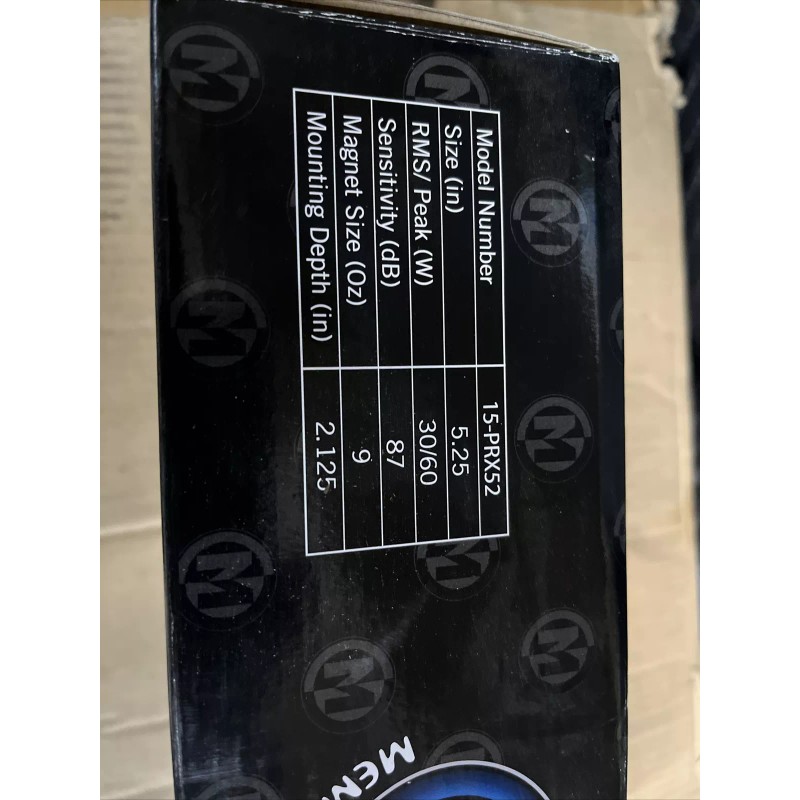 Model Number 15-PRX52
Size (in) 5.25
RMS/ Peak (W) 30/60
Sensitivity (dB) 87
Magnet Size (Oz) 9
Mounting Depth (in) 2.125